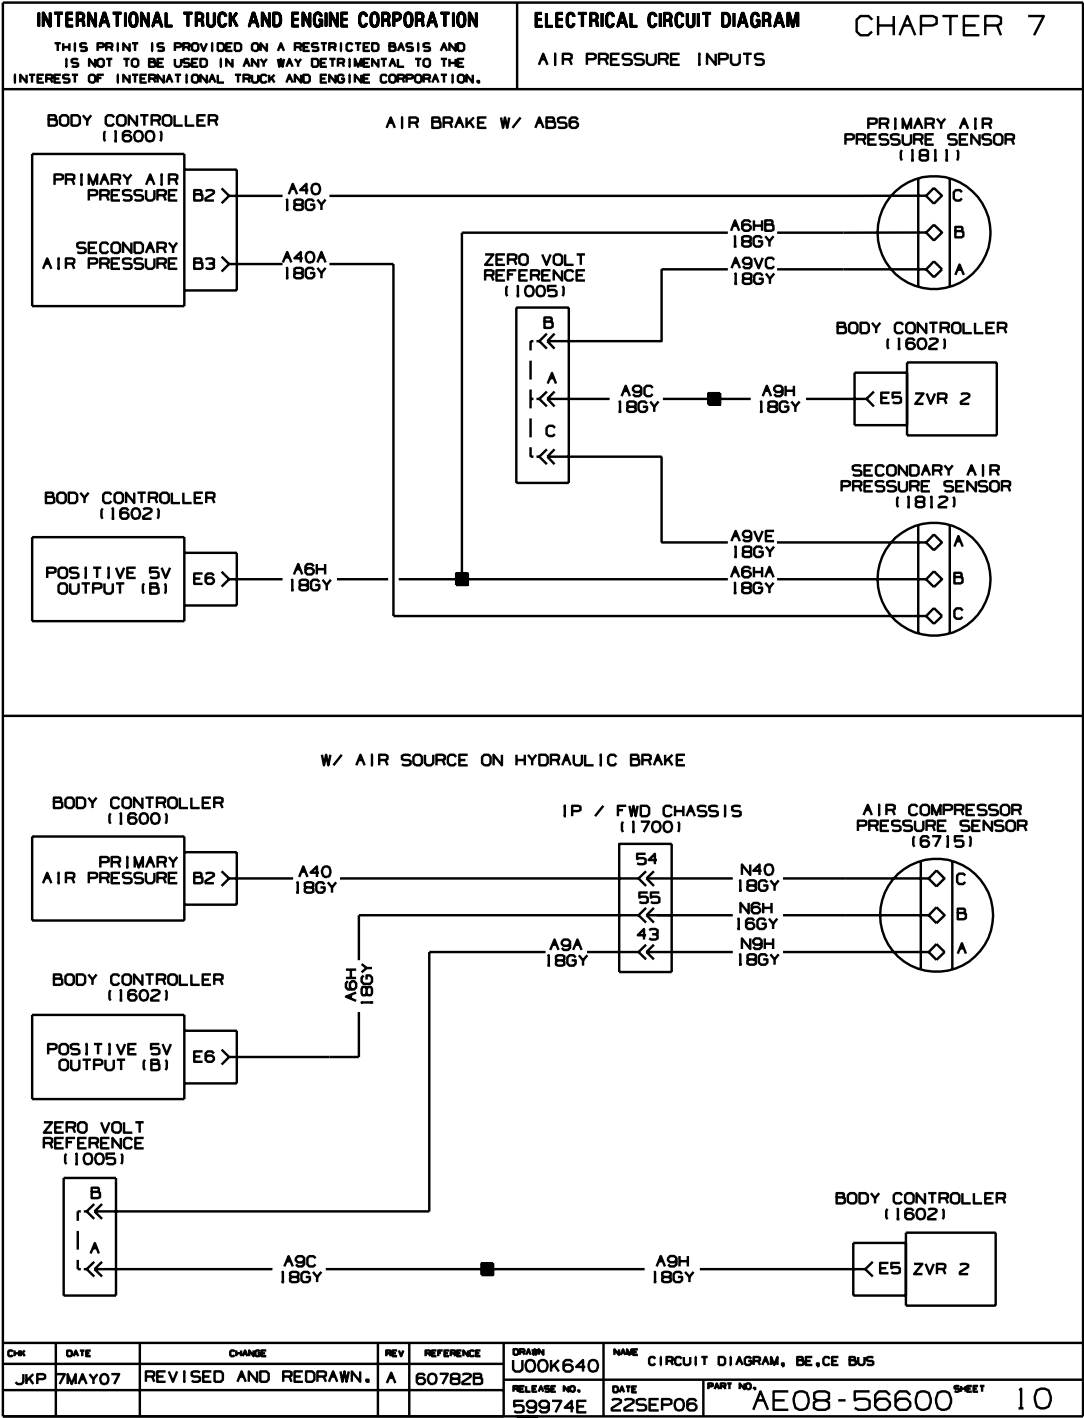 INTERNATIONAL TRUCK AND ENGINE CORPORATION
THIS PRINT IS PROVIDED ON A RESTRICTED BASIS AND
IS NOT TO BE USED IN ANY WAY DETRIMENTAL TO THE
INTEREST OF INTERNATIONAL TRUCK AND ENGINE CORPORATION.
ELECTRICAL CIRCUIT DIAGRAM
AIR PRESSURE INPUTS
CHAPTER 7
AIR BRAKE W/ ABS6
BODY CONTROLLER
(1600)
PRIMARY AIR
PRESSURE
B2
SECONDARY
AIR PRESSURE
B3
A40
18GY
A40A
18GY
PRIMARY AIR
PRESSURE SENSOR
(1811)
C
B
A
A6HB
18GY
A9VC
18GY
ZERO VOLT
REFERENCE
(1005)
B
A
C
A9C
18GY
A9H
18GY
BODY CONTROLLER
(1602)
E5
ZVR 2
BODY CONTROLLER
(1602)
POSITIVE 5V
OUTPUT (B)
E6
A6H
18GY
SECONDARY AIR
PRESSURE SENSOR
(1812)
A9VE
18GY
A6HA
18GY
A
B
C
W/ AIR SOURCE ON HYDRAULIC BRAKE
BODY CONTROLLER
(1600)
PRIMARY
AIR PRESSURE
B2
A40
18GY
IP / FWD CHASSIS
(1700)
54
55
43
AIR COMPRESSOR
PRESSURE SENSOR
(6715)
N40
18GY
N6H
16GY
N9H
18GY
C
B
A
A9A
18GY
A6H
18GY
BODY CONTROLLER
(1602)
POSITIVE 5V
OUTPUT (B)
E6
ZERO VOLT
REFERENCE
(1005)
B
A
A9C
18GY
A9H
18GY
BODY CONTROLLER
(1602)
E5
ZVR 2
CHK DATE CHANGE REV REFERENCE
JKP 7MAY07 REVISED AND REDRAWN. A 60782B
DRAWN
U00K640
NAME
CIRCUIT DIAGRAM, BE,CE BUS
RELEASE NO.
59974E
DATE
22SEP06
PART NO.
AE08-56600
SHEET
10